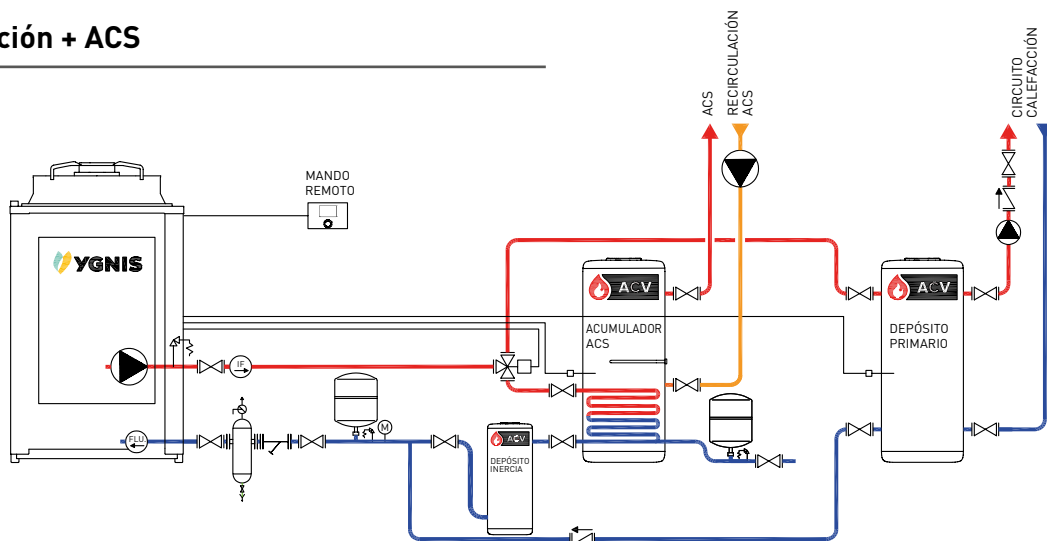 ción + ACS
MANDO
REMOTO
ACS
RECIRCULACIÓN
ACS
CIRCUITO
CALEFACCIÓN
YGNIS
ACV
ACUMULADOR
ACS
ACV
DEPÓSITO
PRIMARIO
IF
FLU.
M
ACV
DEPÓSITO
INERCIA